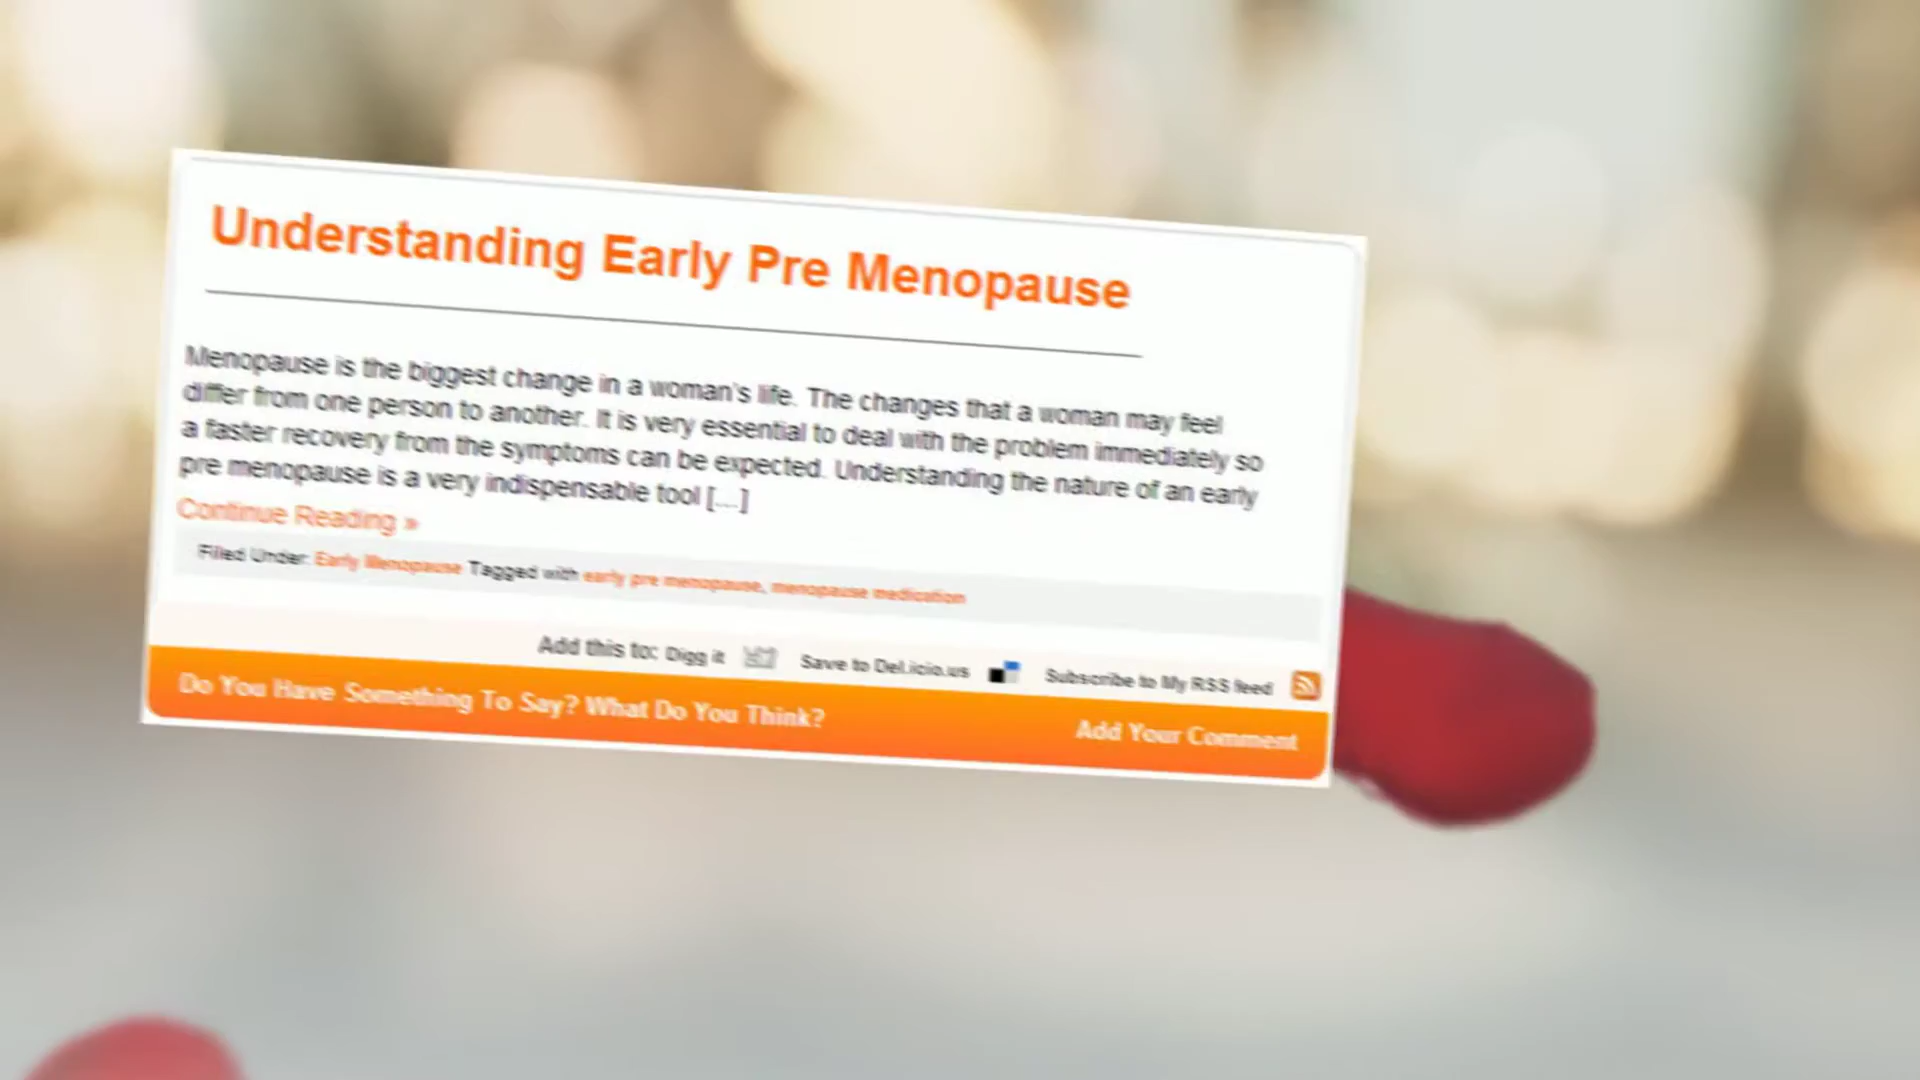 Understanding Early Pre Menopause
Menopause is the biggest change in a woman's life. The changes that a woman may feel
differ from one person to another. It is very essential to deal with the problem immediately so
a faster recovery from the symptoms can be expected. Understanding the nature of an early
pre menopause is a very indispensable tool [...]
Continue Reading »
Filled Under: Early Menopause Tagged with early pre menopause, menopause medication
Add this to: Digg it Save to Del.icio.us Subscribe to My RSS feed
Do You Have Something To Say? What Do You Think? Add Your Comment